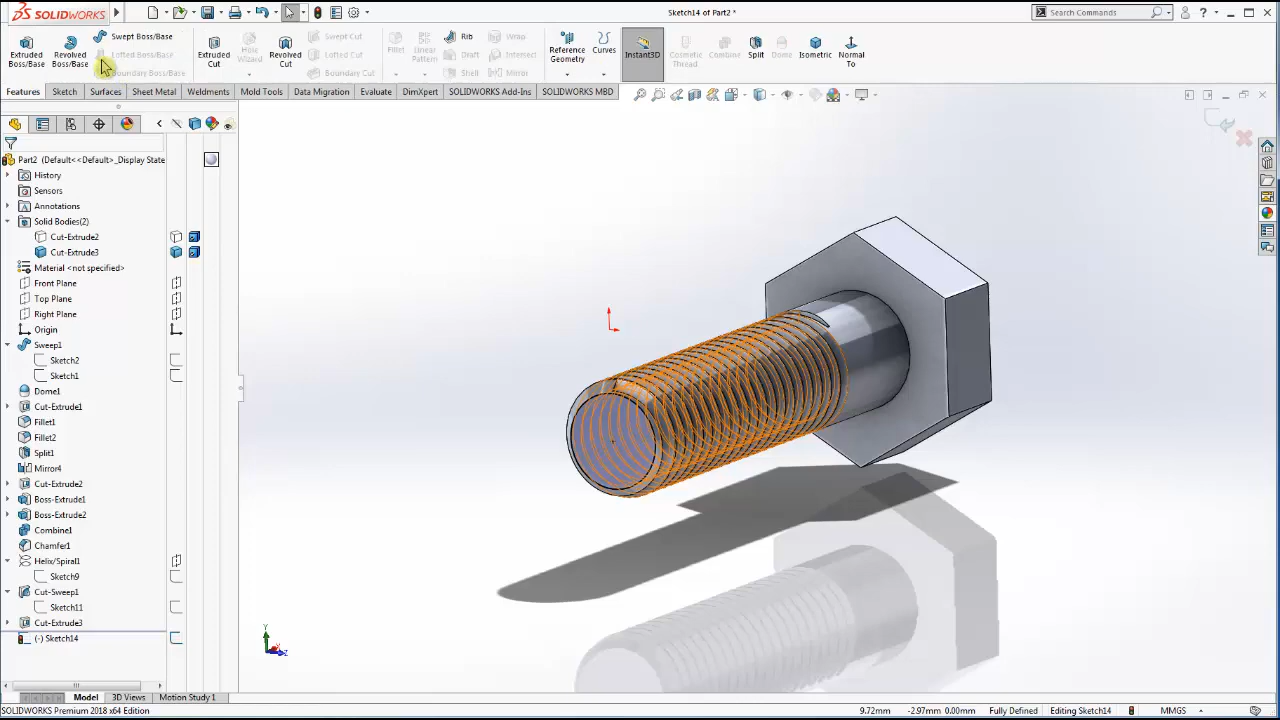 SOLIDWORKS
Sketch14 of Part2 *
Search Commands
Extruded Boss/Base
Revolved Boss/Base
Swept Boss/Base
Lofted Boss/Base
Boundary Boss/Base
Extruded Cut
Hole Wizard
Revolved Cut
Swept Cut
Lofted Cut
Boundary Cut
Fillet
Linear Pattern
Rib
Draft
Shell
Wrap
Intersect
Mirror
Reference Geometry
Curves
Instant3D
Cosmetic Thread
Combine
Split
Dome
Isometric
Normal To
Features
Sketch
Surfaces
Sheet Metal
Weldments
Mold Tools
Data Migration
Evaluate
DimXpert
SOLIDWORKS Add-Ins
SOLIDWORKS MBD
Part2 (Default<<Default>_Display State
History
Sensors
Annotations
Solid Bodies(2)
Cut-Extrude2
Cut-Extrude3
Material <not specified>
Front Plane
Top Plane
Right Plane
Origin
Sweep1
Sketch2
Sketch1
Dome1
Cut-Extrude1
Fillet1
Fillet2
Split1
Mirror4
Cut-Extrude2
Boss-Extrude1
Boss-Extrude2
Combine1
Chamfer1
Helix/Spiral1
Sketch9
Cut-Sweep1
Sketch11
Cut-Extrude3
(-) Sketch14
Y
Z
Model
3D Views
Motion Study 1
SOLIDWORKS Premium 2018 x64 Edition
9.72mm
-2.97mm 0.00mm
Fully Defined
Editing Sketch14
MMGS